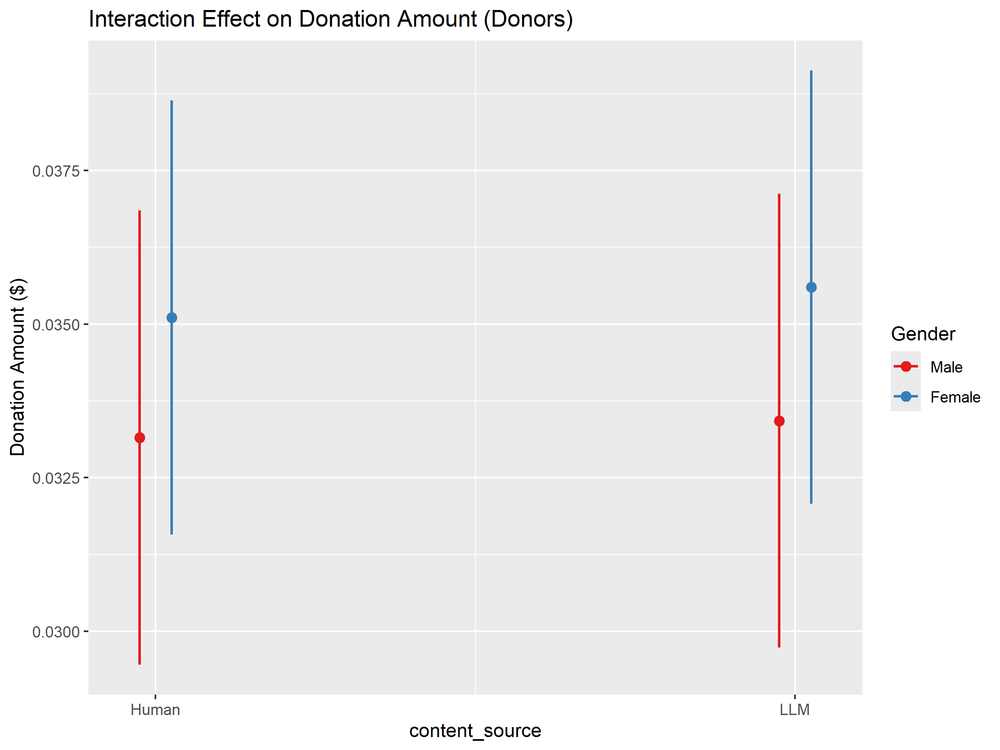 Interaction Effect on Donation Amount (Donors)
Donation Amount ($)
0.0375
0.0350
0.0325
0.0300
Human
LLM
content_source
Gender
Male
Female